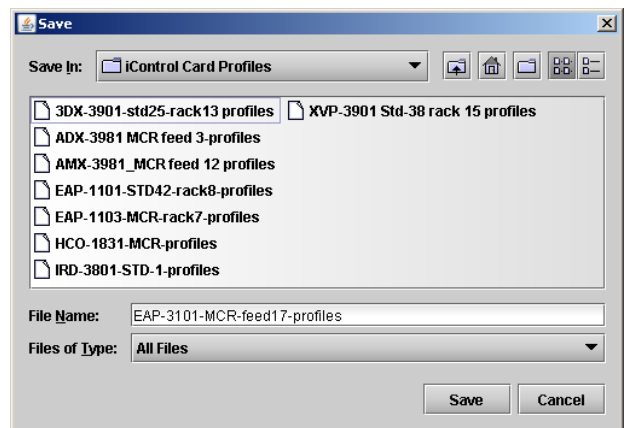 Save
Save In: iControl Card Profiles
3DX-3901-std25-rack13 profiles XVP-3901 Std-38 rack 15 profiles
ADX-3981 MCR feed 3-profiles
AMX-3981_MCR feed 12 profiles
EAP-1101-STD42-rack8-profiles
EAP-1103-MCR-rack7-profiles
HCO-1831-MCR-profiles
IRD-3801-STD-1-profiles
File Name: EAP-3101-MCR-feed17-profiles
Files of Type: All Files
Save Cancel